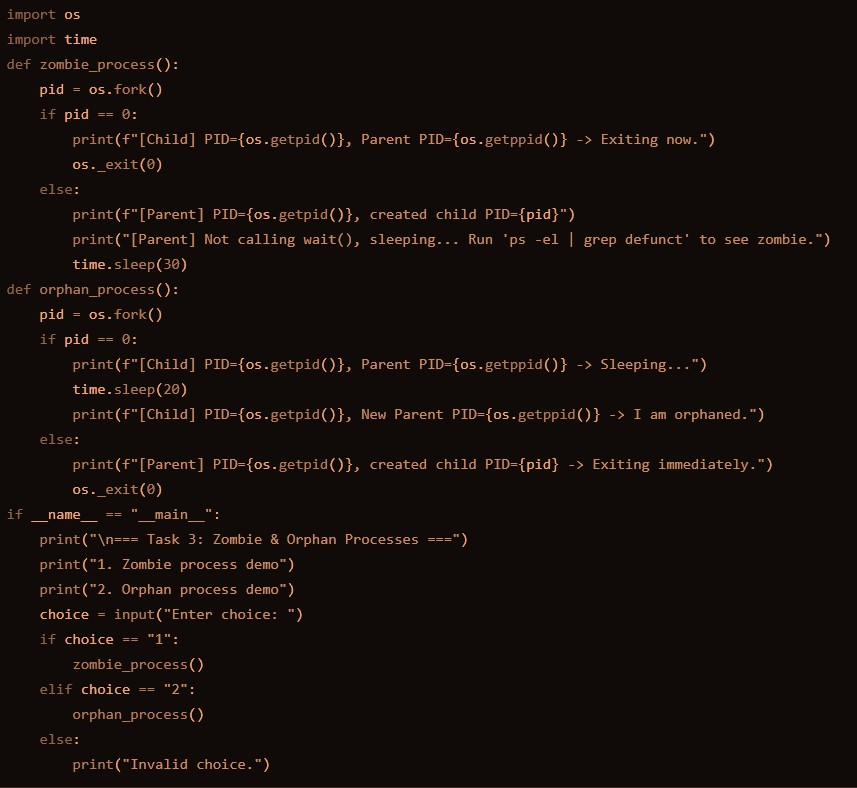 import os
import time
def zombie_process():
    pid = os.fork()
    if pid == 0:
        print(f"[Child] PID={os.getpid()}, Parent PID={os.getppid()} -> Exiting now.")
        os._exit(0)
    else:
        print(f"[Parent] PID={os.getpid()}, created child PID={pid}")
        print("[Parent] Not calling wait(), sleeping... Run 'ps -el | grep defunct' to see zombie.")
        time.sleep(30)
def orphan_process():
    pid = os.fork()
    if pid == 0:
        print(f"[Child] PID={os.getpid()}, Parent PID={os.getppid()} -> Sleeping...")
        time.sleep(20)
        print(f"[Child] PID={os.getpid()}, New Parent PID={os.getppid()} -> I am orphaned.")
    else:
        print(f"[Parent] PID={os.getpid()}, created child PID={pid} -> Exiting immediately.")
        os._exit(0)
if __name__ == "__main__":
    print("\n=== Task 3: Zombie & Orphan Processes ===")
    print("1. Zombie process demo")
    print("2. Orphan process demo")
    choice = input("Enter choice: ")
    if choice == "1":
        zombie_process()
    elif choice == "2":
        orphan_process()
    else:
        print("Invalid choice.")